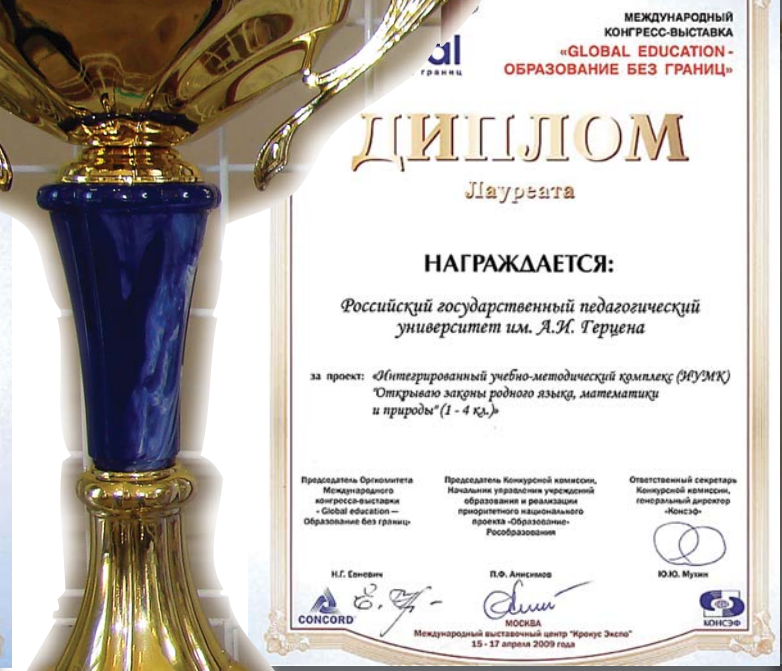 МЕЖДУНАРОДНЫЙ
КОНГРЕСС-ВЫСТАВКА
«GLOBAL EDUCATION -
ОБРАЗОВАНИЕ БЕЗ ГРАНИЦ»
al
границ
ДИПЛОМ
Лауреата
НАГРАЖДАЕТСЯ:
Российский государственный педагогический
университет им. А.И. Герцена
за проект: «Интегрированный учебно-методический комплекс (ИУМК)
"Открываю законы родного языка, математики
и природы" (1 - 4 кл.)»
Председатель Оргкомитета
Международного
конгресса-выставки
- Global education —
Образование без границ»
Председатель Конкурсной комиссии,
Начальник управления учреждений
образования и реализации
приоритетного национального
проекта «Образование»
Рособразования
Ответственный секретарь
Конкурсной комиссии,
генеральный директор
«Консэф»
Н.Г. Евневич
П.Ф. Анисимов
Ю.Ю. Мухин
CONCORD
КОНСЭФ
МОСКВА
Международный выставочный центр "Крокус Экспо"
15 - 17 апреля 2009 года